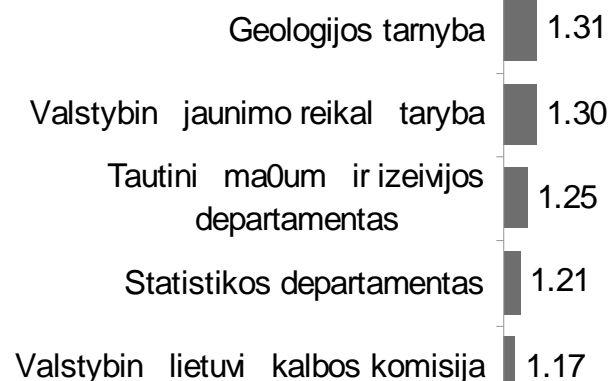 Geologijos tarnyba 1.31
Valstybin jaunimo reikal taryba 1.30
Tautini ma0um ir izeivijos
departamentas 1.25
Statistikos departamentas 1.21
Valstybin lietuvi kalbos komisija 1.17